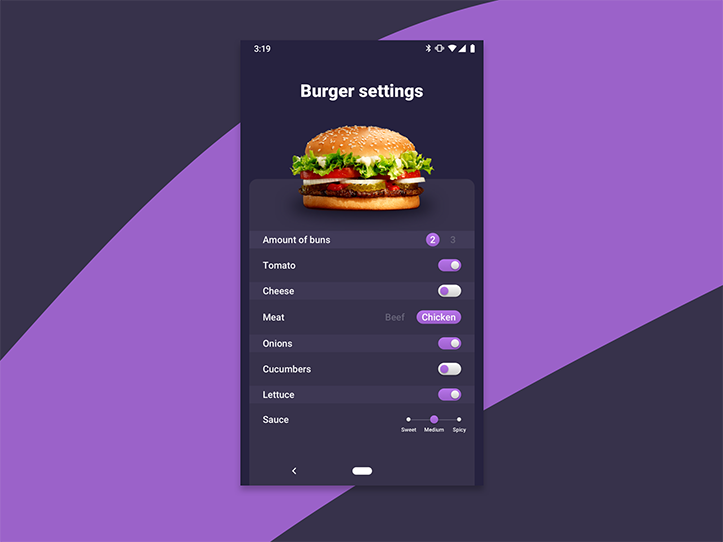 3:19
Burger settings
Amount of buns 2 3
Tomato
Cheese
Meat Beef Chicken
Onions
Cucumbers
Lettuce
Sauce
Sweet Medium Spicy